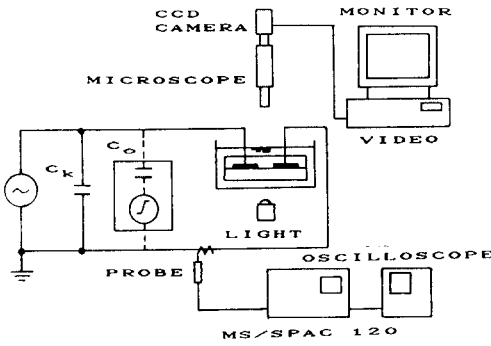 CCD
CAMERA
MONITOR
MICROSCOPE
VIDEO
Ck
Co
LIGHT
OSCILLOSCOPE
PROBE
MS/SPAC 120